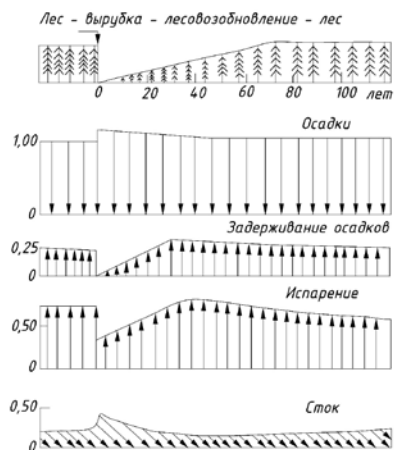 Лес - вырубка - лесовозобновление - лес
0 20 40 60 80 100 лет
Осадки
1,00
0
Задерживание осадков
0,25
0
Испарение
0,50
0
0,50
Сток
0